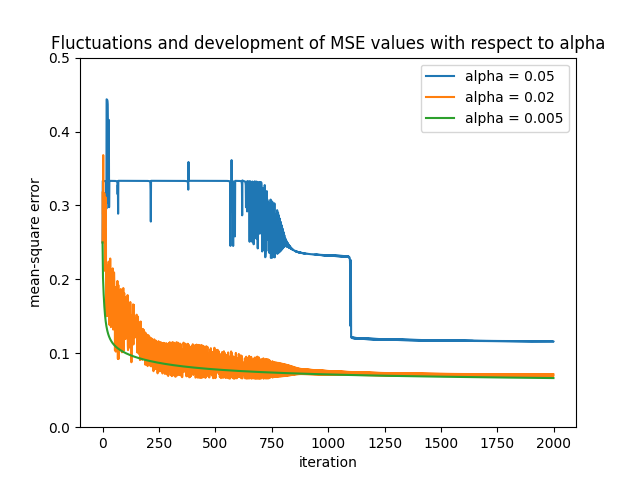 Fluctuations and development of MSE values with respect to alpha
0.5
0.4
0.3
0.2
0.1
0.0
mean-square error
alpha = 0.05
alpha = 0.02
alpha = 0.005
0 250 500 750 1000 1250 1500 1750 2000
iteration